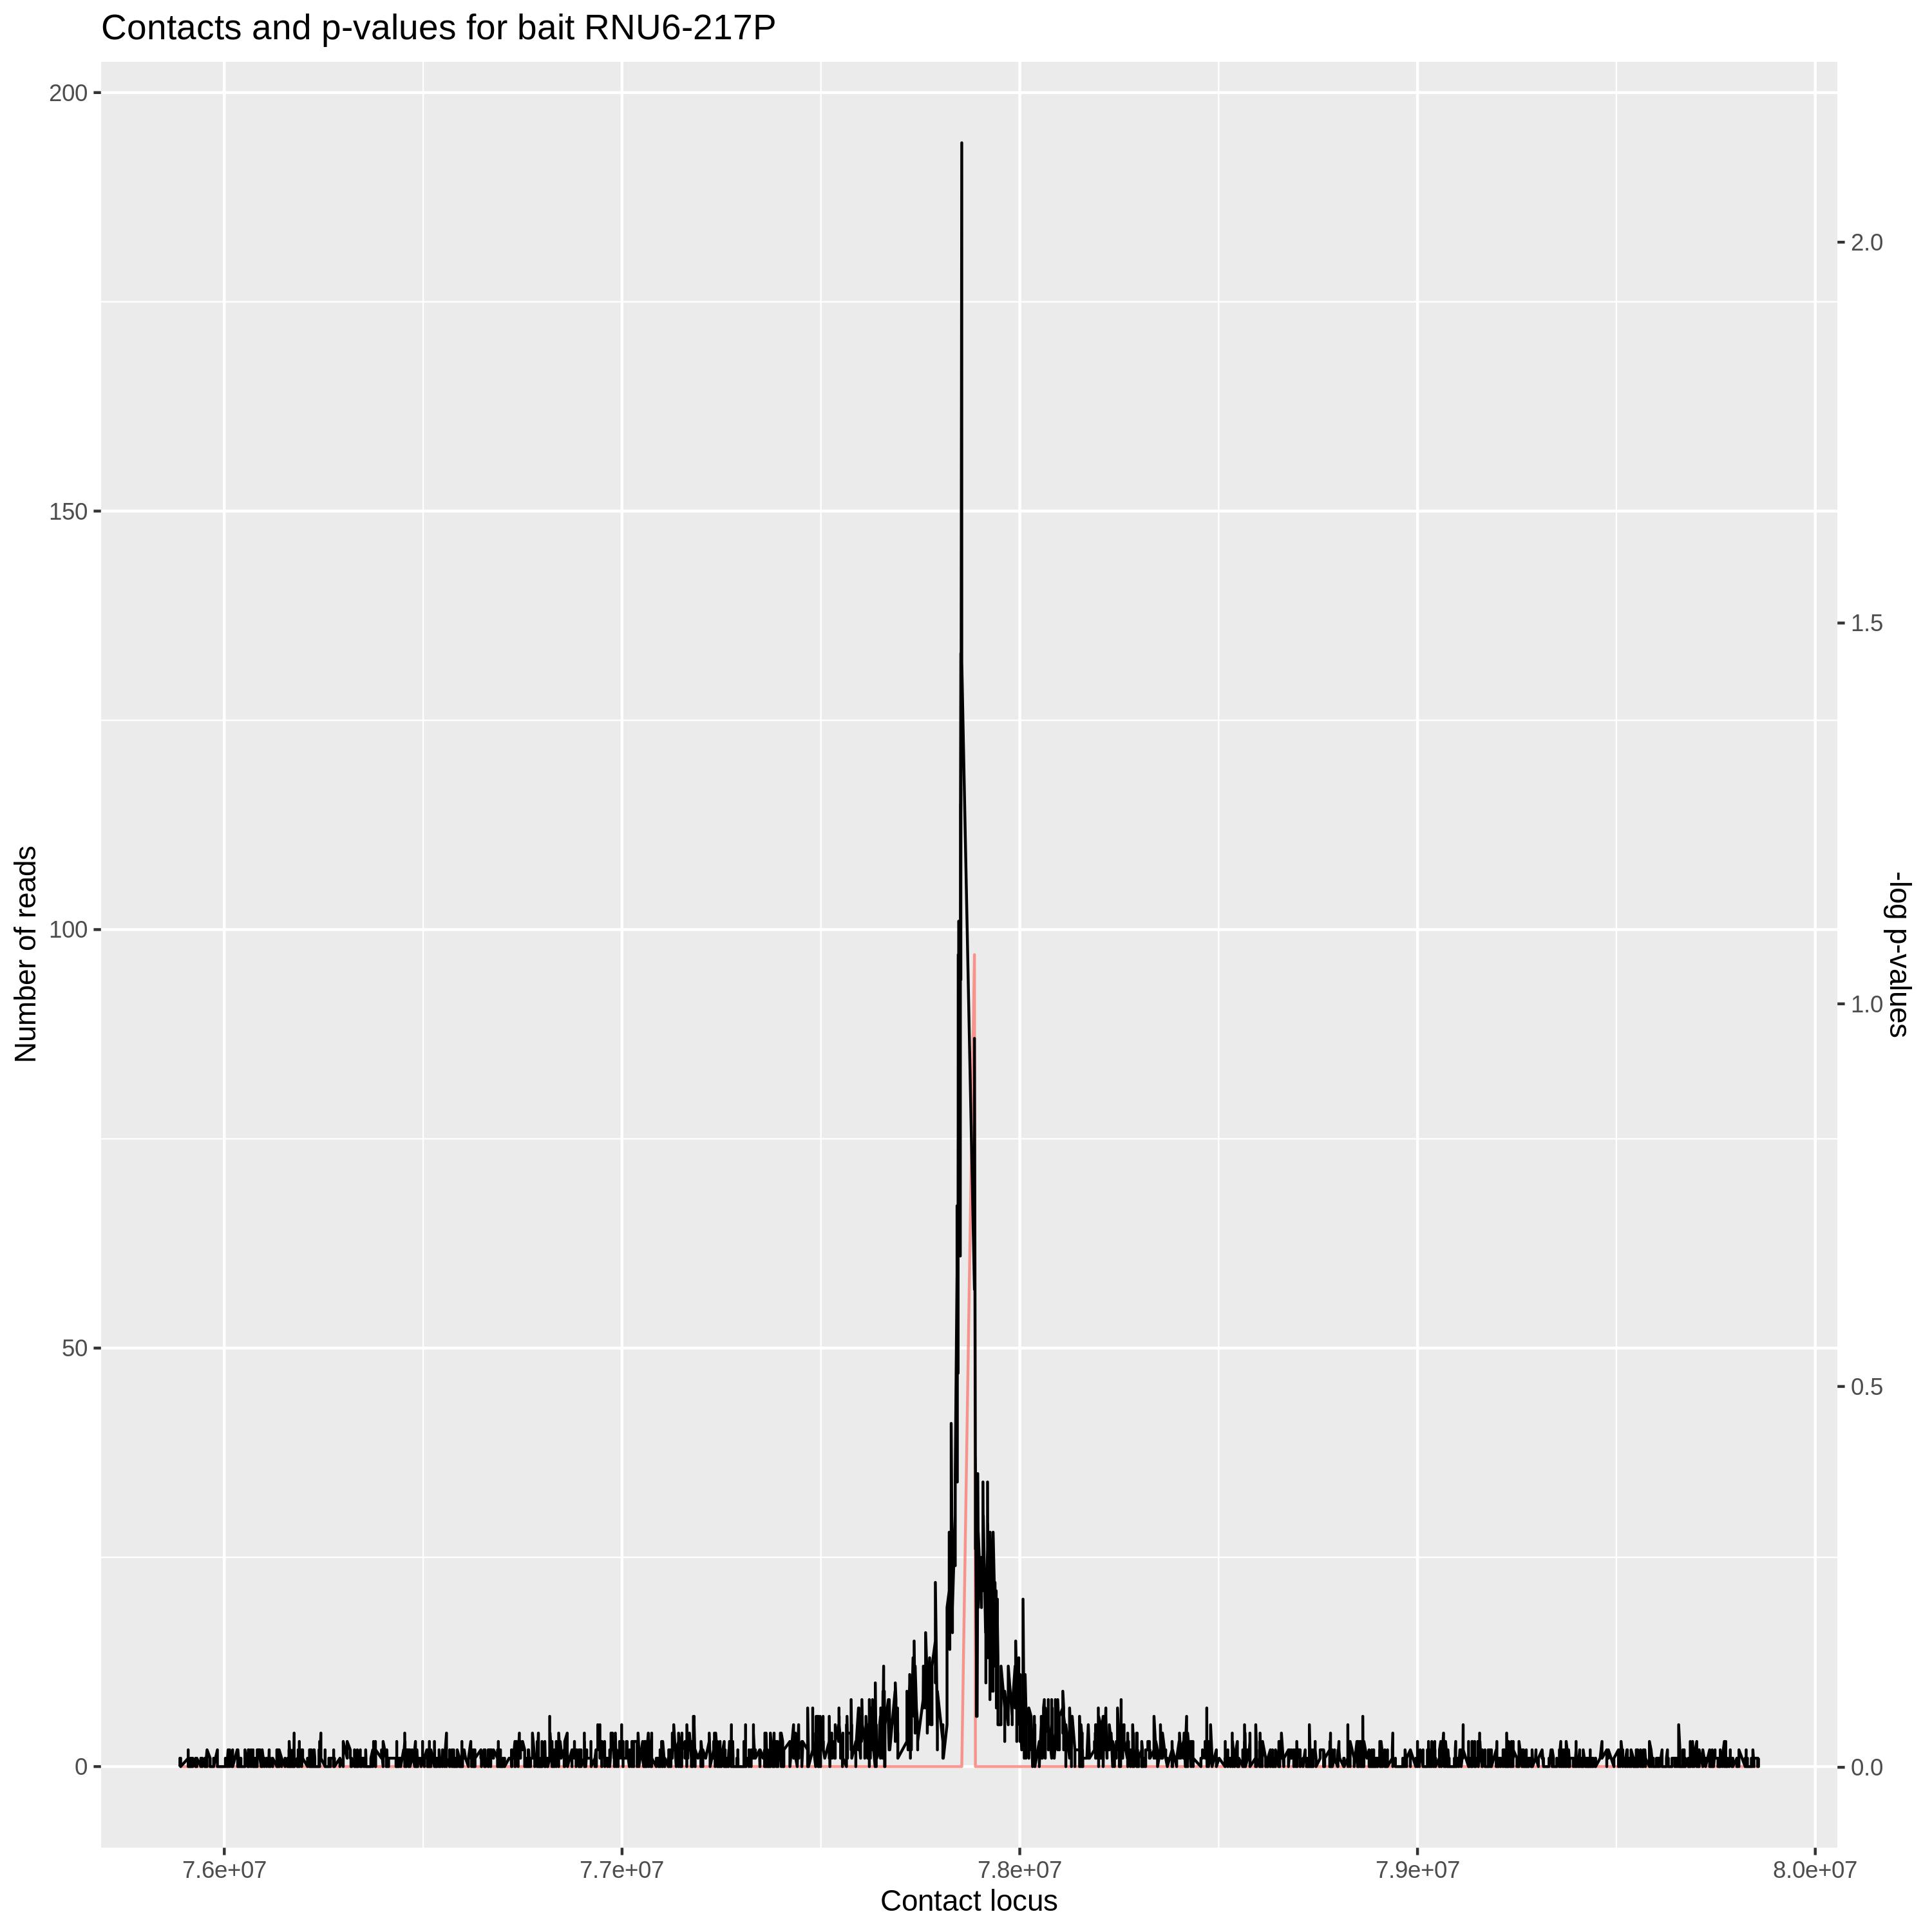 Contacts and p-values for bait RNU6-217P
200
150
100
50
0
Number of reads
2.0
1.5
1.0
0.5
0.0
-log p-values
7.6e+07 7.7e+07 7.8e+07 7.9e+07 8.0e+07
Contact locus